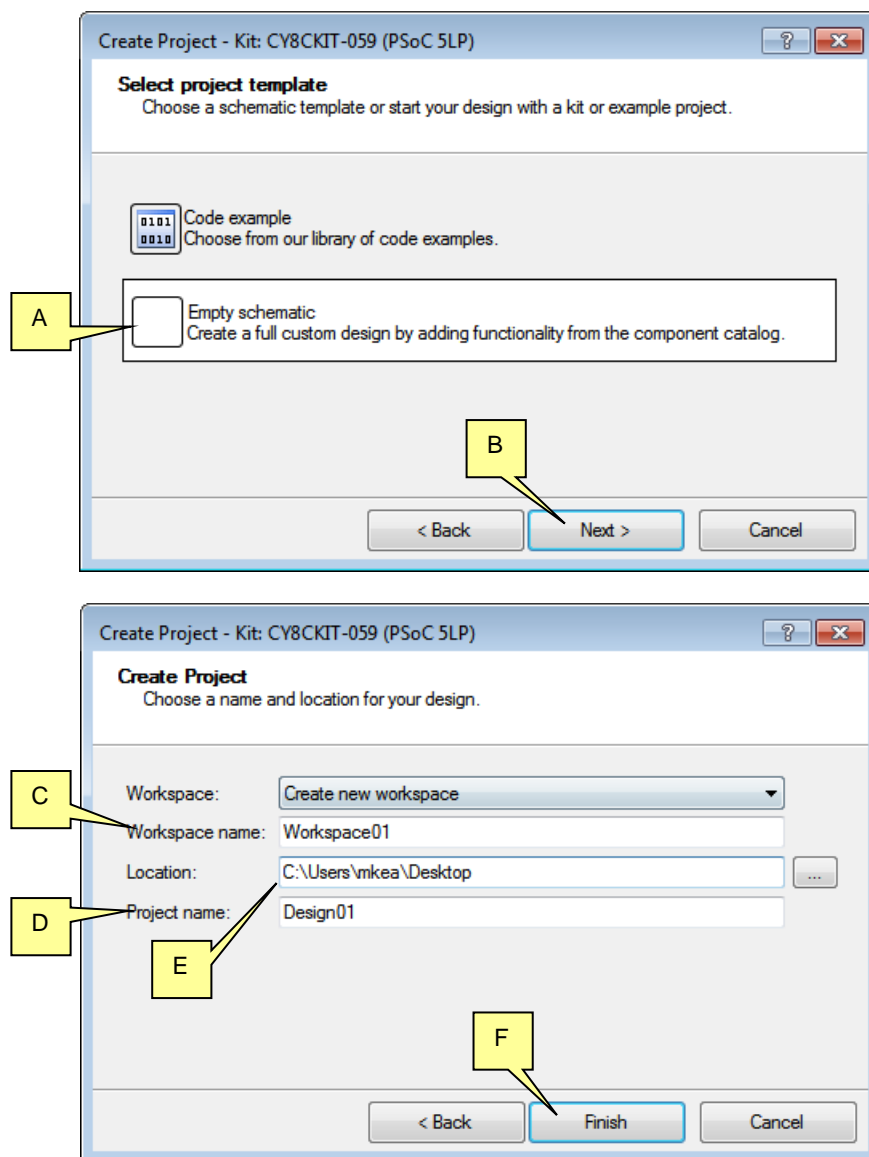 Create Project - Kit: CY8CKIT-059 (PSoC 5LP)
Select project template
Choose a schematic template or start your design with a kit or example project.
0101
0010
Code example
Choose from our library of code examples.
A
Empty schematic
Create a full custom design by adding functionality from the component catalog.
B
< Back
Next >
Cancel
Create Project - Kit: CY8CKIT-059 (PSoC 5LP)
Create Project
Choose a name and location for your design.
C
Workspace:
Create new workspace
Workspace name:
Workspace01
Location:
C:\Users\mkea\Desktop
...
D
Project name:
Design01
E
F
< Back
Finish
Cancel